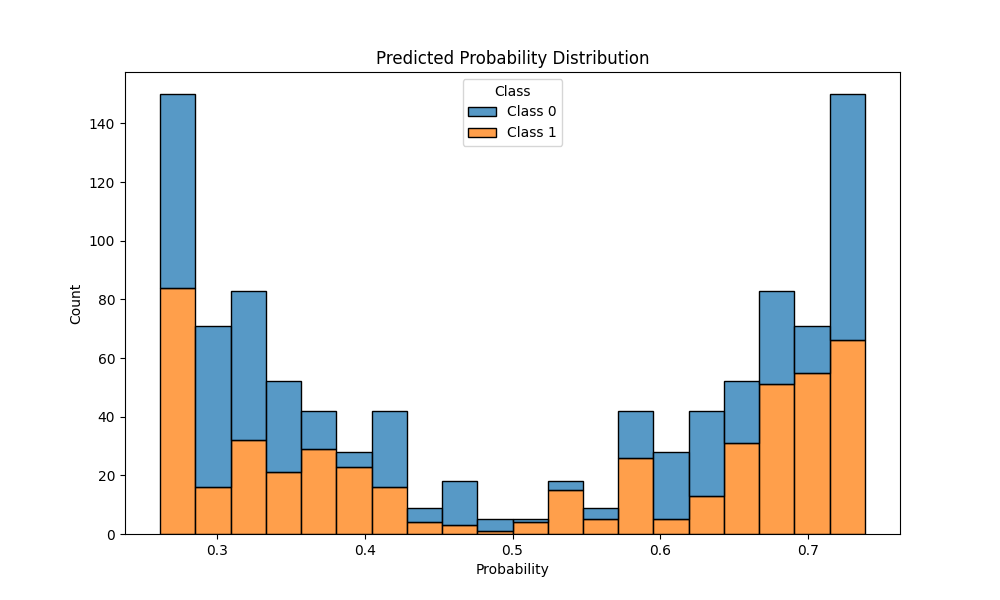 Predicted Probability Distribution
Class
Class 0
Class 1
140
120
100
80
60
40
20
0
Count
0.3 0.4 0.5 0.6 0.7
Probability